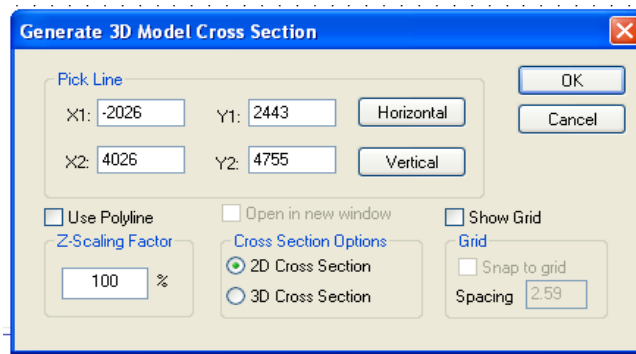 Generate 3D Model Cross Section
Pick Line
OK
X1: -2026 Y1: 2443 Horizontal
Cancel
X2: 4026 Y2: 4755 Vertical
Use Polyline Open in new window Show Grid
Z-Scaling Factor Cross Section Options Grid
2D Cross Section Snap to grid
100 %
3D Cross Section Spacing 2.59